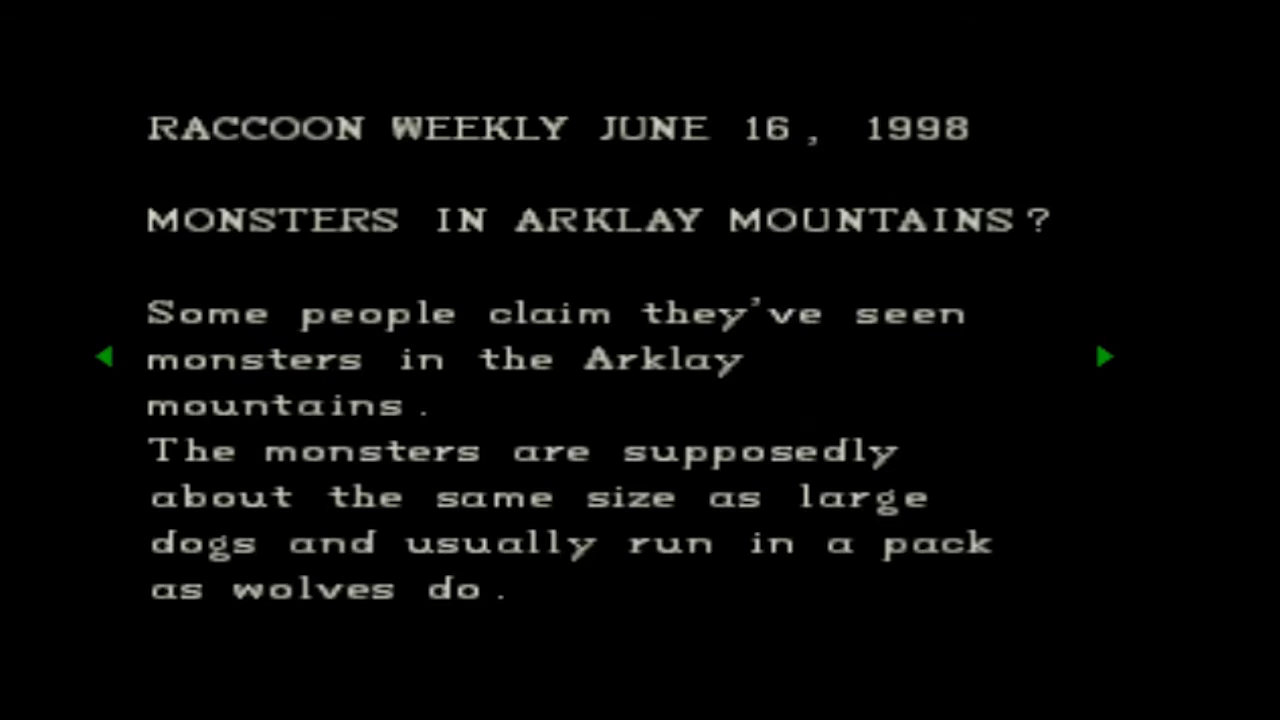 RACCOON WEEKLY JUNE 16, 1998
MONSTERS IN ARKLAY MOUNTAINS?
Some people claim they've seen
monsters in the Arklay
mountains.
The monsters are supposedly
about the same size as large
dogs and usually run in a pack
as wolves do.